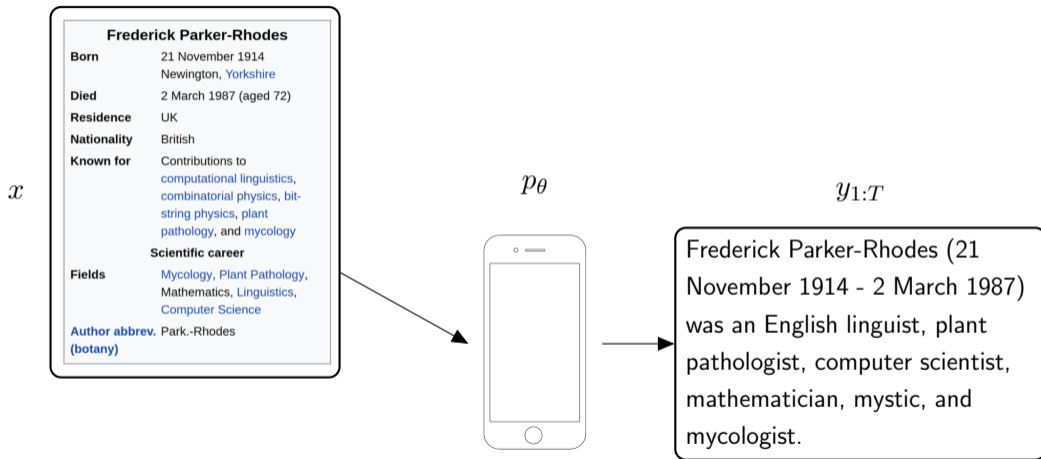 x
Frederick Parker-Rhodes
Born 21 November 1914
Newington, Yorkshire
Died 2 March 1987 (aged 72)
Residence UK
Nationality British
Known for Contributions to
computational linguistics,
combinatorial physics, bit-
string physics, plant
pathology, and mycology
Scientific career
Fields Mycology, Plant Pathology,
Mathematics, Linguistics,
Computer Science
Author abbrev. Park.-Rhodes
(botany)
pθ
y1:T
Frederick Parker-Rhodes (21
November 1914 - 2 March 1987)
was an English linguist, plant
pathologist, computer scientist,
mathematician, mystic, and
mycologist.